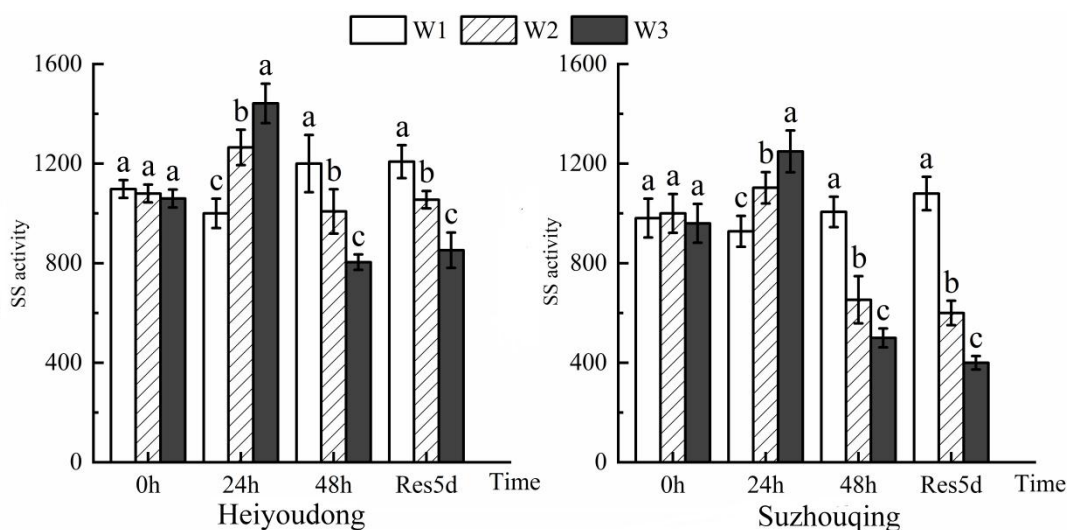 W1 W2 W3
SS activity
1600
1200
800
400
0
a a a
c b a
a b c
a b c
0h 24h 48h Res5d Time
Heiyoudong
SS activity
1600
1200
800
400
0
a a a
c b a
a b c
a b c
0h 24h 48h Res5d Time
Suzhouqing